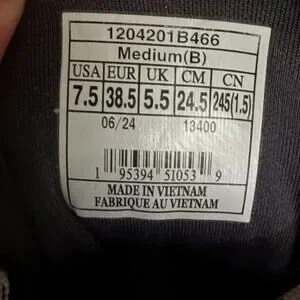 1204201B466
Medium(B)
USA EUR UK CM CN
7.5 38.5 5.5 24.5 245(1.5)
06/24 13400
1 95394 51053 9
MADE IN VIETNAM
FABRIQUE AU VIETNAM